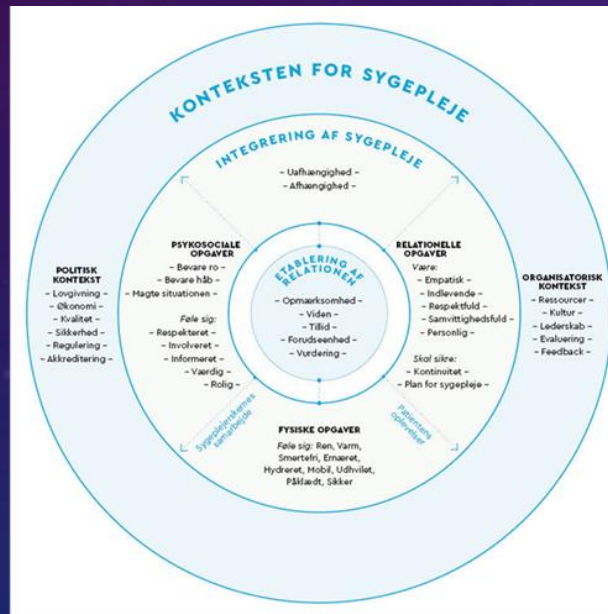 KONTEKSTEN FOR SYGEPLEJE
INTEGRERING AF SYGEPLEJE
– Uafhængighed –
– Afhængighed –
PSYKOSOCIALE
OPGAVER
– Bevare ro –
– Bevare håb –
– Magte situationen –
Føle sig:
– Respekteret –
– Involveret –
– Informeret –
– Værdig –
– Rolig –
ETABLERING AF
RELATIONEN
– Opmærksomhed –
– Viden –
– Tillid –
– Forudseenhed –
– Vurdering –
RELATIONELLE
OPGAVER
Være:
– Empatisk –
– Indlevende –
– Respektfuld –
– Samvittighedsfuld –
– Personlig –
Skal sikre:
– Kontinuitet –
– Plan for sygepleje –
POLITISK
KONTEKST
– Lovgivning –
– Økonomi –
– Kvalitet –
– Sikkerhed –
– Regulering –
– Akkreditering –
ORGANISATORISK
KONTEKST
– Ressourcer –
– Kultur –
– Lederskab –
– Evaluering –
– Feedback –
Sygeplejerskernes
samarbejde
Patientens
oplevelser
FYSISKE OPGAVER
Føle sig: Ren, Varm,
Smertefri, Ernæret,
Hydreret, Mobil, Udhvilet,
Påklædt, Sikker